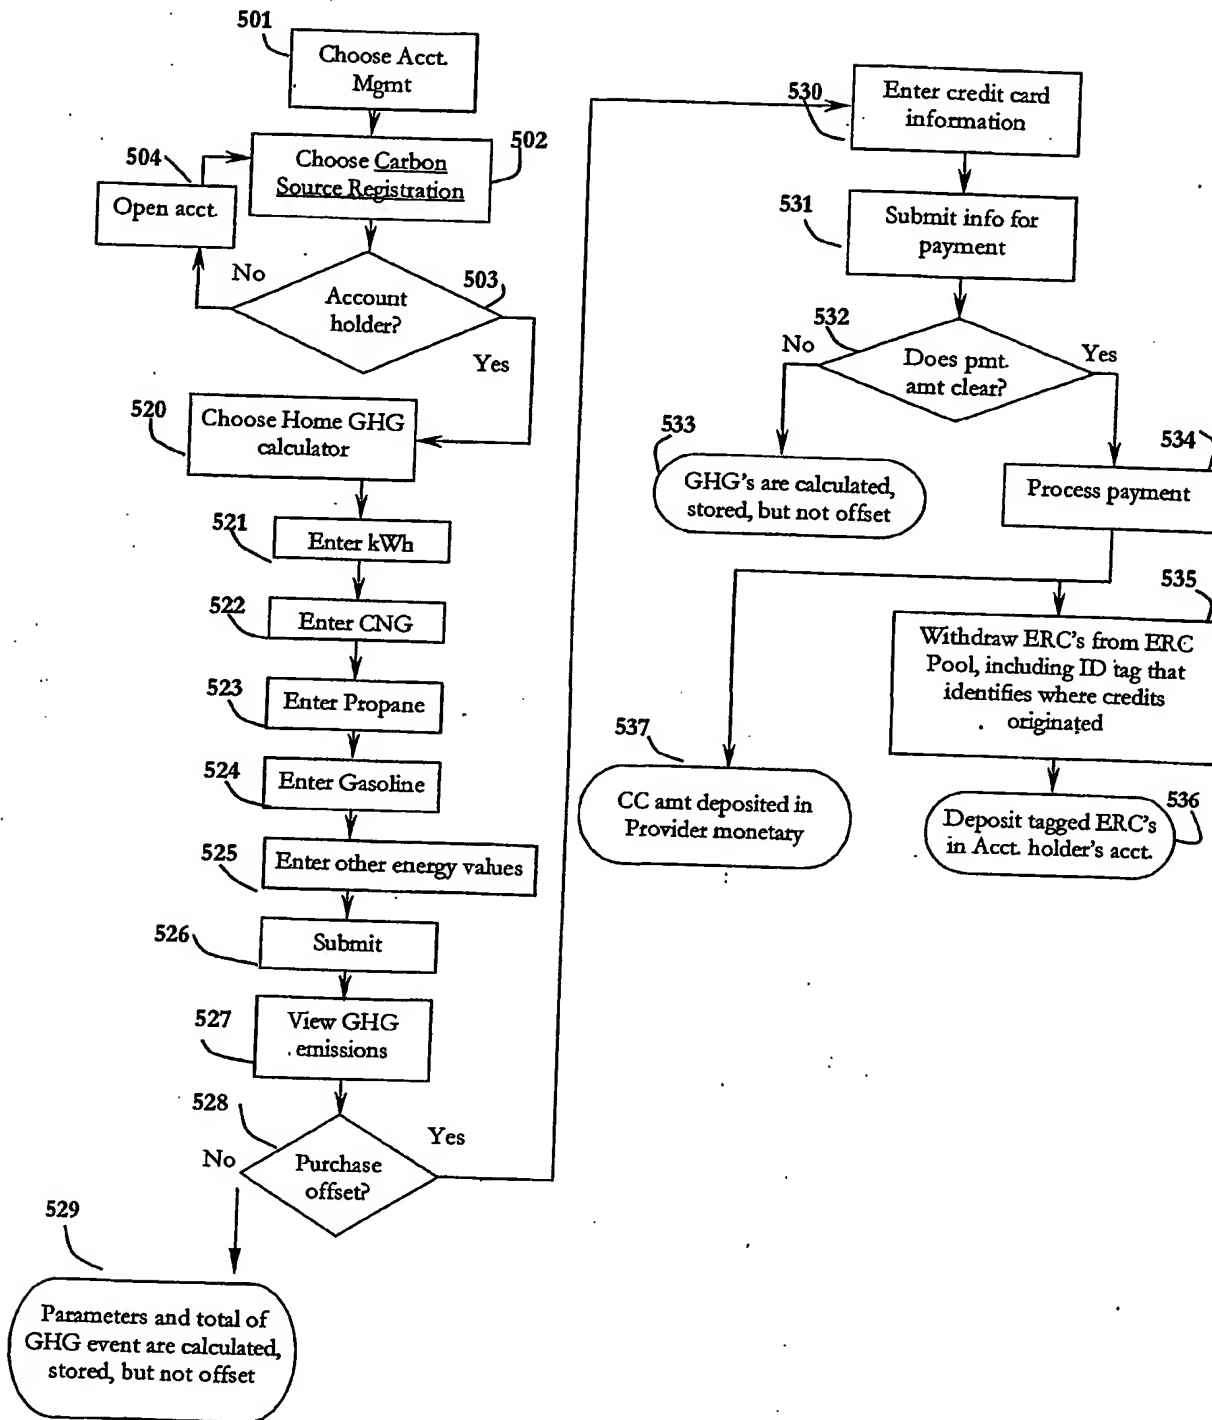 501
Choose Acct.
Mgmt
502
Choose Carbon
Source Registration
504
Open acct.
No
503
Account
holder?
Yes
520
Choose Home GHG
calculator
521
Enter kWh
522
Enter CNG
523
Enter Propane
524
Enter Gasoline
525
Enter other energy values
526
Submit
527
View GHG
emissions
528
Yes
No
Purchase
offset?
529
Parameters and total of
GHG event are calculated,
stored, but not offset
530
Enter credit card
information
531
Submit info for
payment
532
No
Yes
Does pmt.
amt clear?
533
GHG's are calculated,
stored, but not offset
534
Process payment
535
Withdraw ERC's from ERC
Pool, including ID tag that
identifies where credits
originated
537
CC amt deposited in
Provider monetary
536
Deposit tagged ERC's
in Acct. holder's acct.